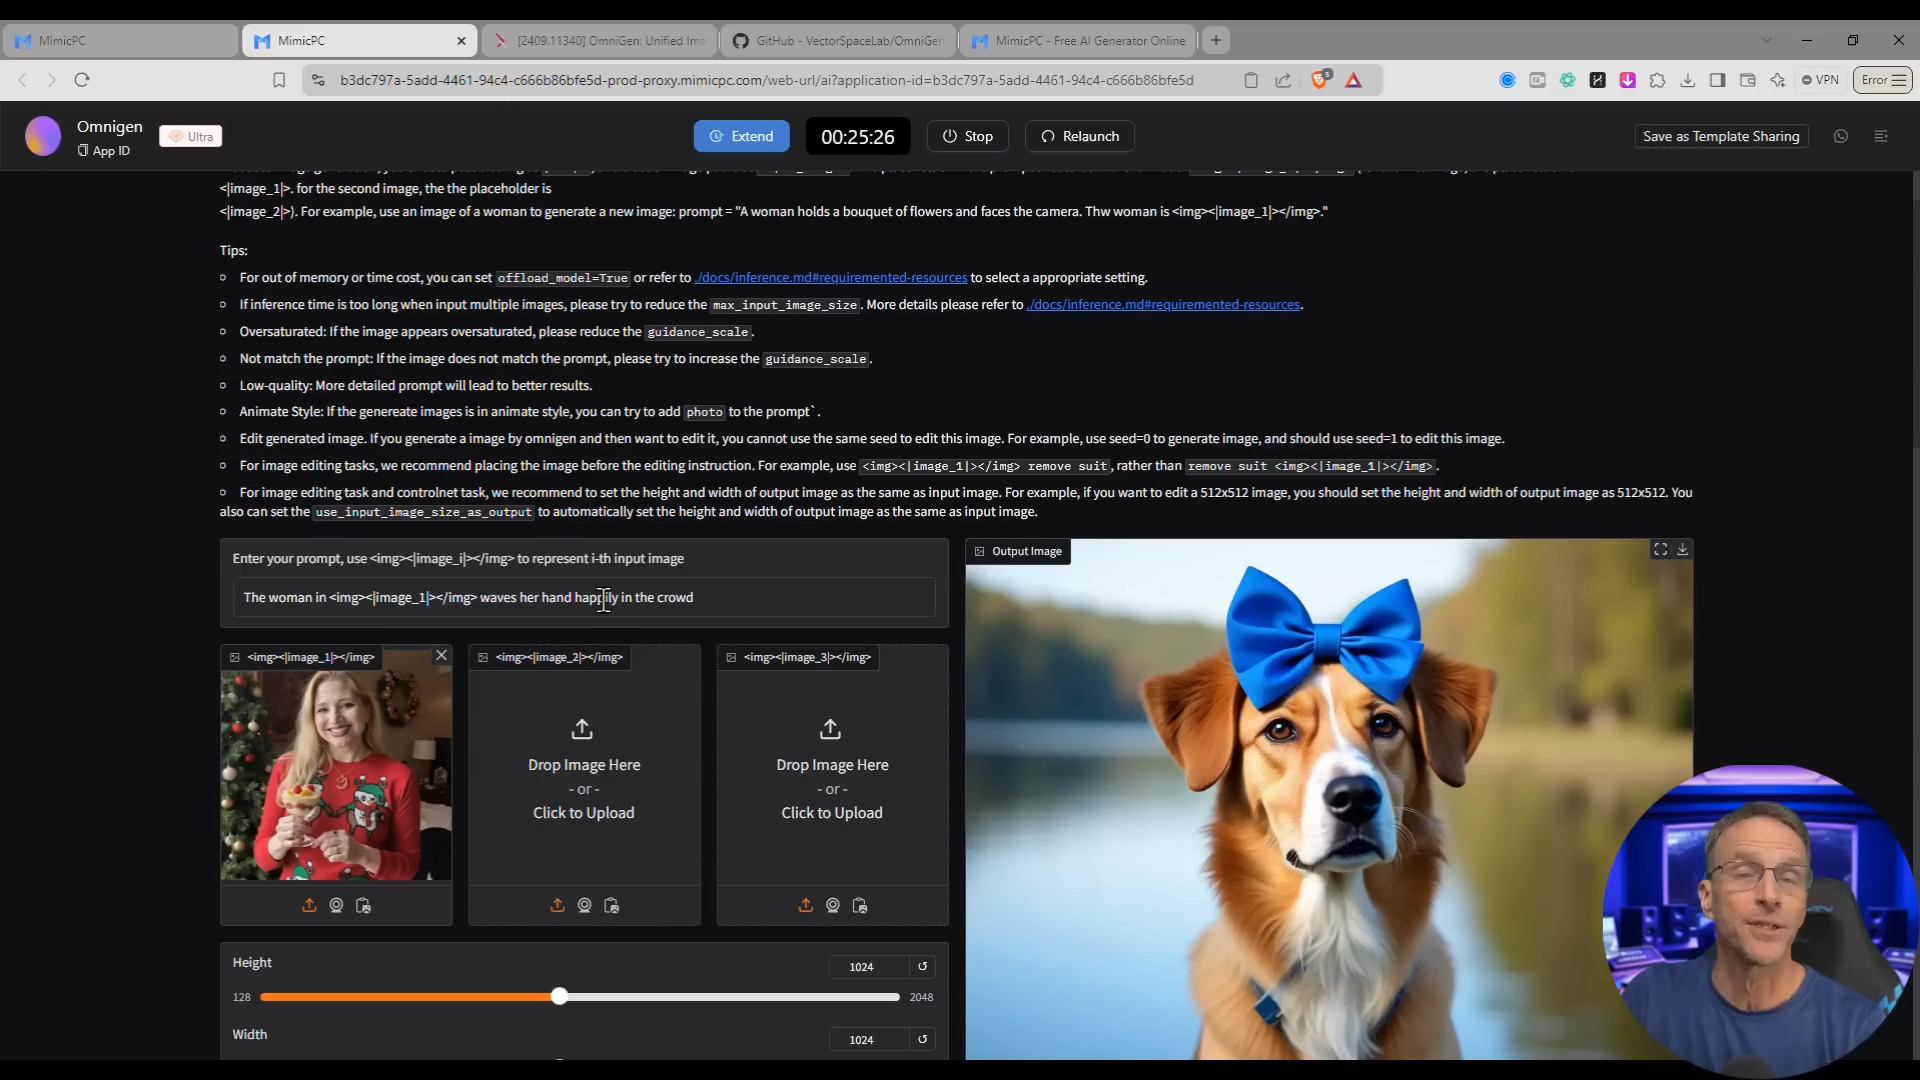 MimicPC
MimicPC
[2409.11340] OmniGen: Unified Ima
GitHub - VectorSpaceLab/OmniGen
MimicPC - Free AI Generator Online
b3dc797a-5add-4461-94c4-c666b86bfe5d-prod-proxy.mimicpc.com/web-url/ai?application-id=b3dc797a-5add-4461-94c4-c666b86bfe5d
5
VPN
Error
Omnigen
App ID
Ultra
Extend
00:25:26
Stop
Relaunch
Save as Template Sharing
<|image_1|>. for the second image, the the placeholder is
<|image_2|>). For example, use an image of a woman to generate a new image: prompt = "A woman holds a bouquet of flowers and faces the camera. Thw woman is <img><|image_1|></img>."
Tips:
For out of memory or time cost, you can set offload_model=True or refer to ./docs/inference.md#requiremented-resources to select a appropriate setting.
If inference time is too long when input multiple images, please try to reduce the max_input_image_size. More details please refer to ./docs/inference.md#requiremented-resources.
Oversaturated: If the image appears oversaturated, please reduce the guidance_scale.
Not match the prompt: If the image does not match the prompt, please try to increase the guidance_scale.
Low-quality: More detailed prompt will lead to better results.
Animate Style: If the genereate images is in animate style, you can try to add photo to the prompt`.
Edit generated image. If you generate a image by omnigen and then want to edit it, you cannot use the same seed to edit this image. For example, use seed=0 to generate image, and should use seed=1 to edit this image.
For image editing tasks, we recommend placing the image before the editing instruction. For example, use <img><|image_1|></img> remove suit, rather than remove suit <img><|image_1|></img>.
For image editing task and controlnet task, we recommend to set the height and width of output image as the same as input image. For example, if you want to edit a 512x512 image, you should set the height and width of output image as 512x512. You
also can set the use_input_image_size_as_output to automatically set the height and width of output image as the same as input image.
Enter your prompt, use <img><|image_i|></img> to represent i-th input image
The woman in <img><|image_1|></img> waves her hand happily in the crowd
Output Image
<img><|image_1|></img>
<img><|image_2|></img>
<img><|image_3|></img>
Drop Image Here
- or -
Click to Upload
Drop Image Here
- or -
Click to Upload
Height
1024
128
2048
Width
1024